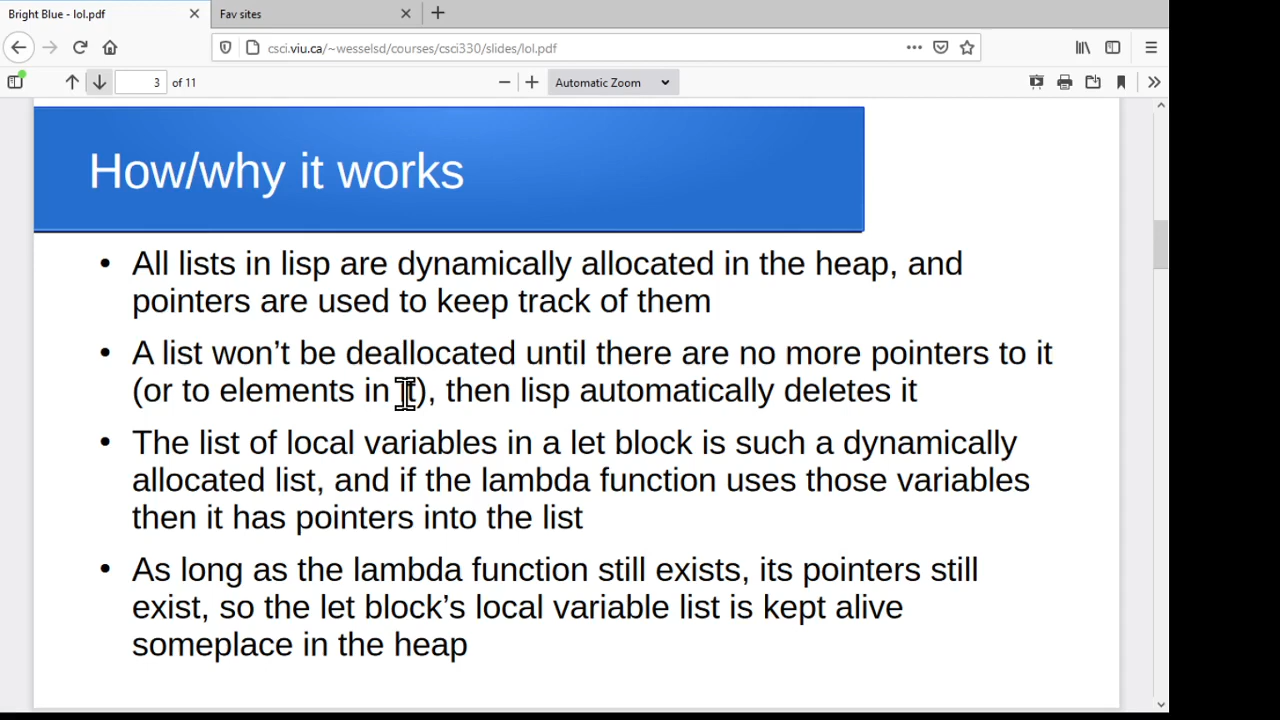 Bright Blue - lol.pdf
Fav sites
csci.viu.ca/~wesselsd/courses/csci330/slides/lol.pdf
3 of 11
Automatic Zoom
How/why it works
• All lists in lisp are dynamically allocated in the heap, and
pointers are used to keep track of them
• A list won’t be deallocated until there are no more pointers to it
(or to elements in it), then lisp automatically deletes it
• The list of local variables in a let block is such a dynamically
allocated list, and if the lambda function uses those variables
then it has pointers into the list
• As long as the lambda function still exists, its pointers still
exist, so the let block’s local variable list is kept alive
someplace in the heap